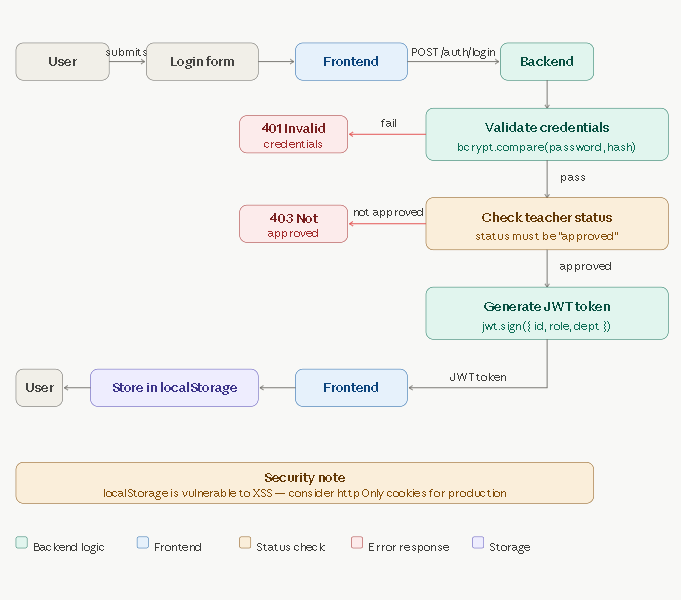 submits
User
Login form
Frontend
POST /auth/login
Backend
401 Invalid
credentials
fail
Validate credentials
bcrypt.compare(password, hash)
pass
403 Not
approved
not approved
Check teacher status
status must be "approved"
approved
Generate JWT token
jwt.sign({ id, role, dept })
JWT token
User
Store in localStorage
Frontend
Security note
localStorage is vulnerable to XSS — consider httpOnly cookies for production
Backend logic
Frontend
Status check
Error response
Storage